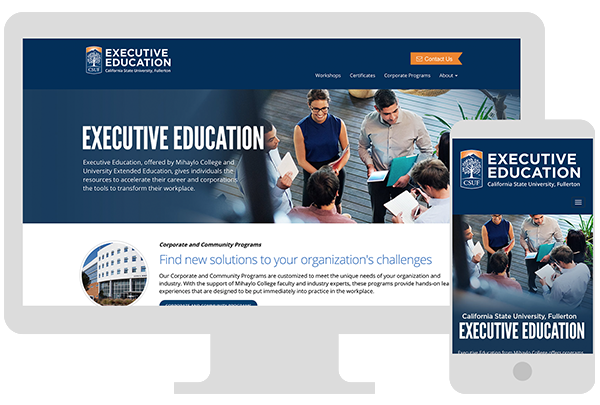 EXECUTIVE
EDUCATION
CSUF
California State University, Fullerton
Contact Us
Workshops Certificates Corporate Programs About
EXECUTIVE EDUCATION
Executive Education, offered by Mihaylo College and
University Extended Education, gives individuals the
resources to accelerate their career and corporations
the tools to transform their workplace.
Corporate and Community Programs
Find new solutions to your organization's challenges
Our Corporate and Community Programs are customized to meet the unique needs of your organization and
industry. With the support of Mihaylo College faculty and industry experts, these programs provide hands-on lea
experiences that are designed to be put immediately into practice in the workplace.
CORPORATE AND COMMUNITY PROGRAMS
EXECUTIVE
EDUCATION
CSUF
California State University, Fullerton
California State University, Fullerton
EXECUTIVE EDUCATION
Executive Education from Mihaylo College offers programs